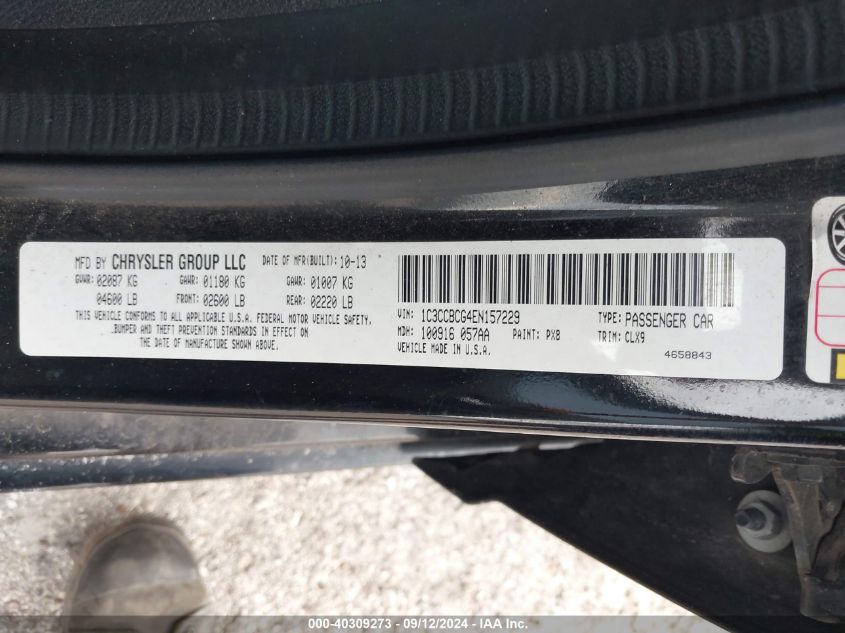 MFD BY CHRYSLER GROUP LLC DATE OF MFR(BUILT): 10-13
GVWR: 02087 KG GAWR: 01180 KG GAWR: 01007 KG
04600 LB FRONT: 02600 LB REAR: 02220 LB
THIS VEHICLE CONFORMS TO ALL APPLICABLE U.S.A. FEDERAL MOTOR VEHICLE SAFETY,
BUMPER AND THEFT PREVENTION STANDARDS IN EFFECT ON
THE DATE OF MANUFACTURE SHOWN ABOVE.
VIN: 1C3CCBCG4EN157229 TYPE: PASSENGER CAR
MDH: 100916 057AA PAINT: PX8 TRIM: CLX9
VEHICLE MADE IN U.S.A. 4658843
000-40309273 - 09/12/2024 - IAA Inc.